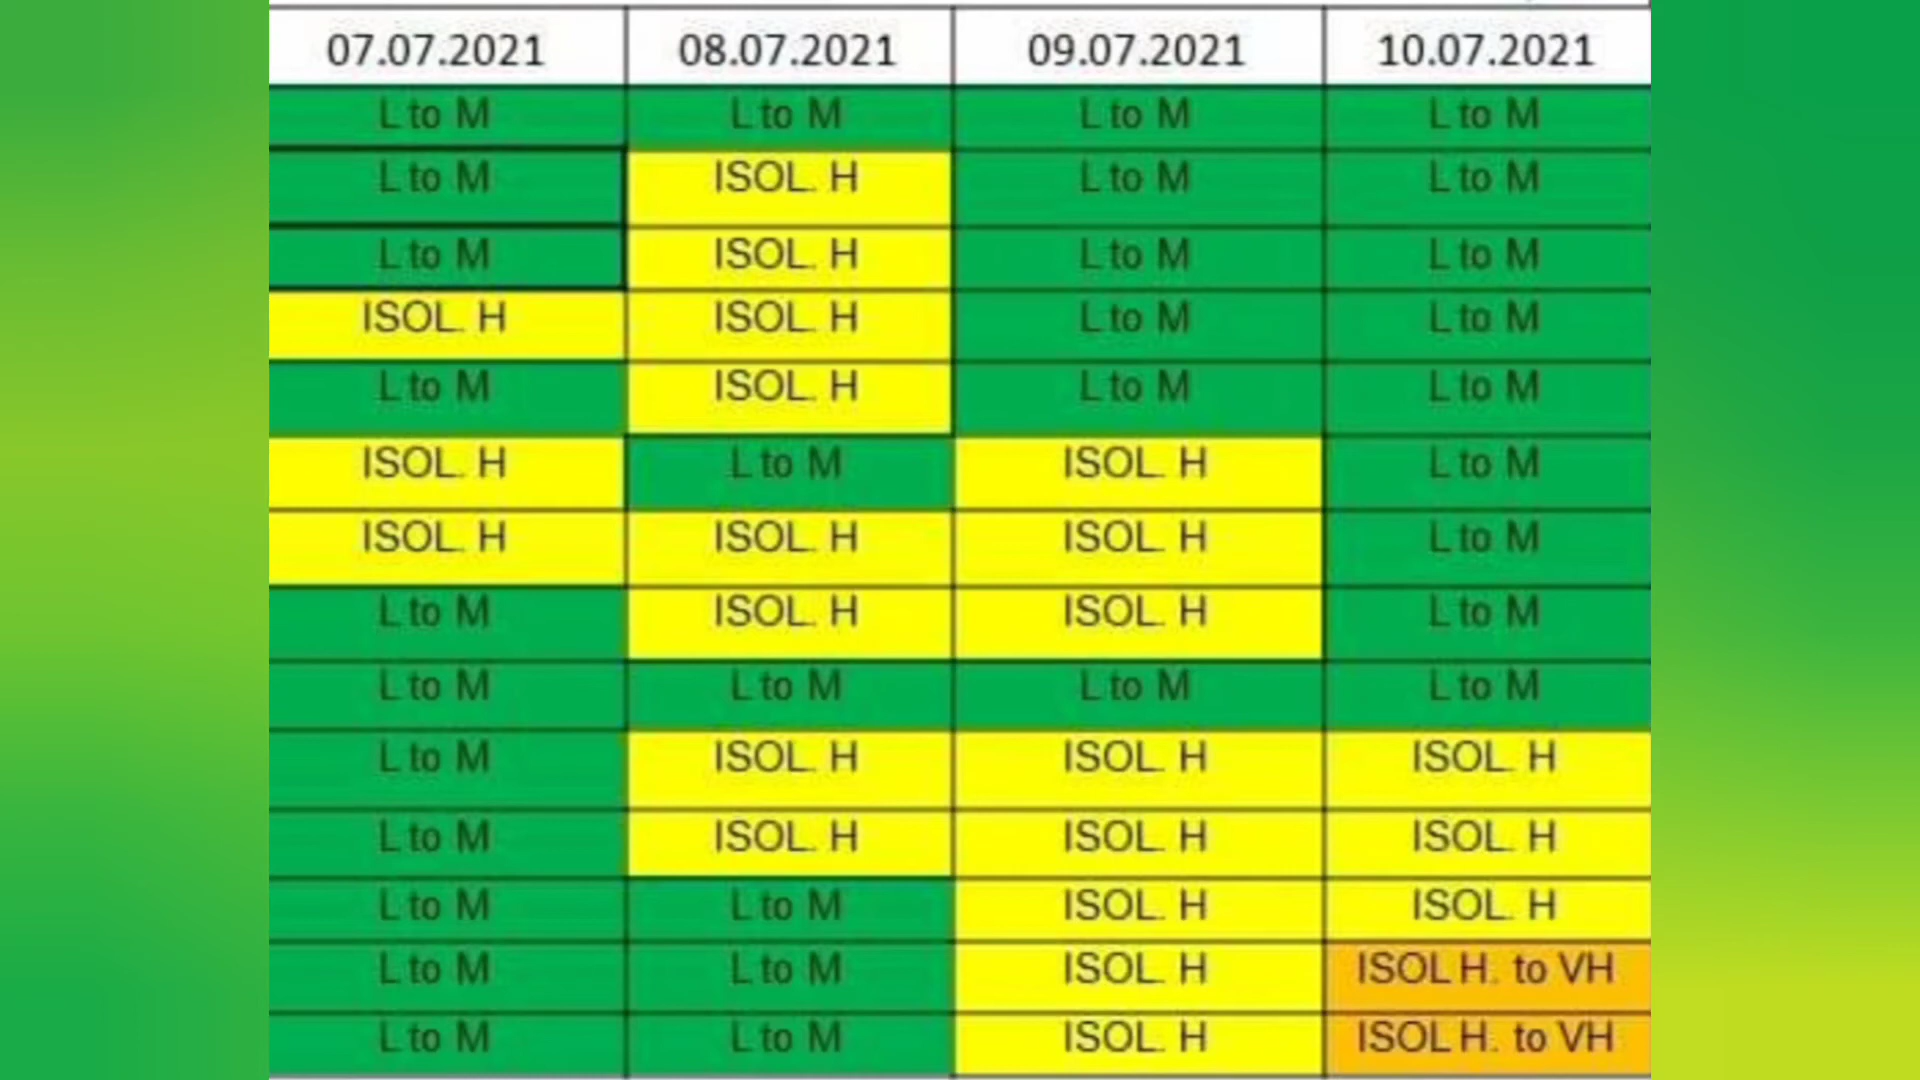 07.07.2021 08.07.2021 09.07.2021 10.07.2021
L to M L to M L to M L to M
L to M ISOL. H L to M L to M
L to M ISOL. H L to M L to M
ISOL. H ISOL. H L to M L to M
L to M ISOL. H L to M L to M
ISOL. H L to M ISOL. H L to M
ISOL. H ISOL. H ISOL. H L to M
L to M ISOL. H ISOL. H L to M
L to M L to M L to M L to M
L to M ISOL. H ISOL. H ISOL. H
L to M ISOL. H ISOL. H ISOL. H
L to M L to M ISOL. H ISOL. H
L to M L to M ISOL. H ISOL H. to VH
L to M L to M ISOL. H ISOL H. to VH